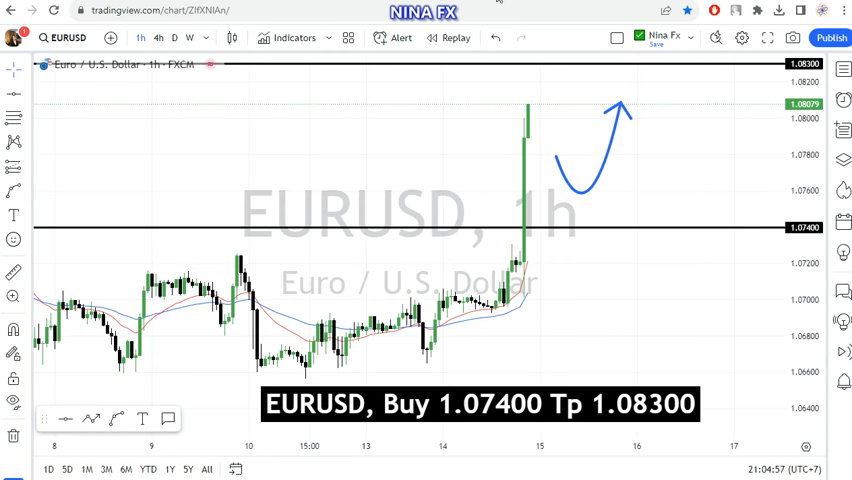 NINA FX
tradingview.com/chart/ZIfXNIAn/
EURUSD
1h 4h D W
Indicators
Alert
Replay
Nina Fx
Save
Publish
Euro / U.S. Dollar · 1h · FXCM
1.08300
1.08200
1.08079
1.08000
1.07800
1.07600
1.07400
1.07200
1.07000
1.06800
1.06600
1.06400
EURUSD, 1h
Euro / U.S. Dollar
EURUSD, Buy 1.07400 Tp 1.08300
8 9 10 15:00 13 14 15 16 17
1D 5D 1M 3M 6M YTD 1Y 5Y All
21:04:57 (UTC+7)